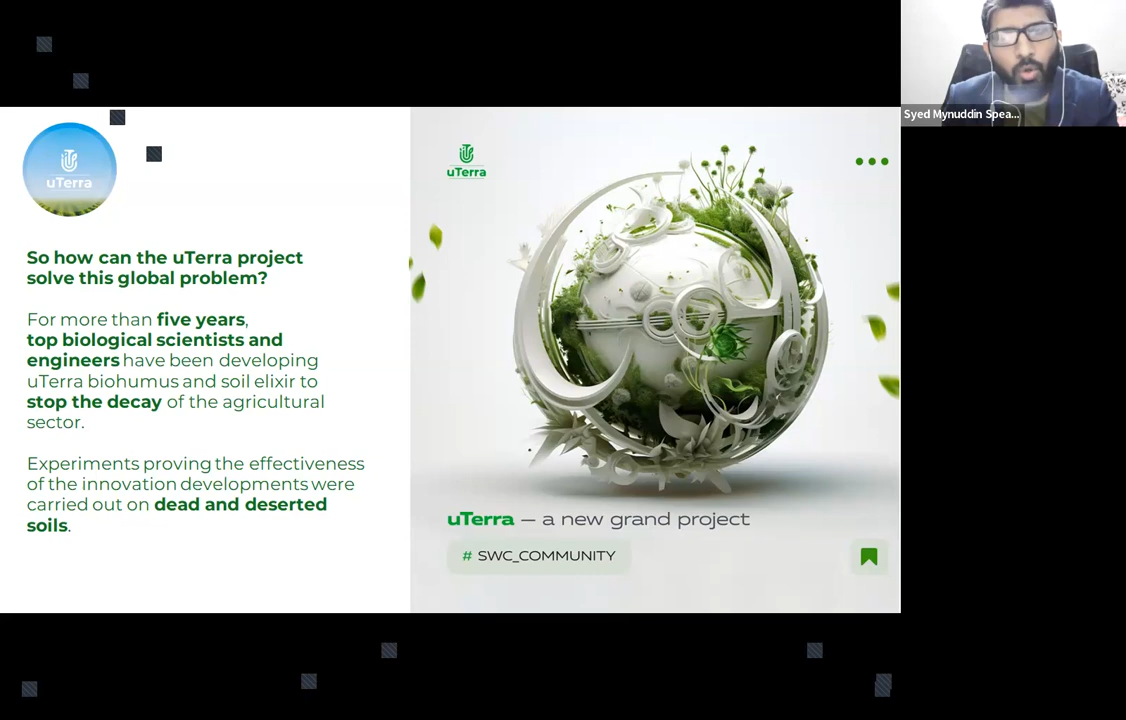 Syed Mynuddin Spea...
uTerra
So how can the uTerra project
solve this global problem?
For more than five years,
top biological scientists and
engineers have been developing
uTerra biohumus and soil elixir to
stop the decay of the agricultural
sector.
Experiments proving the effectiveness
of the innovation developments were
carried out on dead and deserted
soils.
uTerra
uTerra — a new grand project
# SWC_COMMUNITY